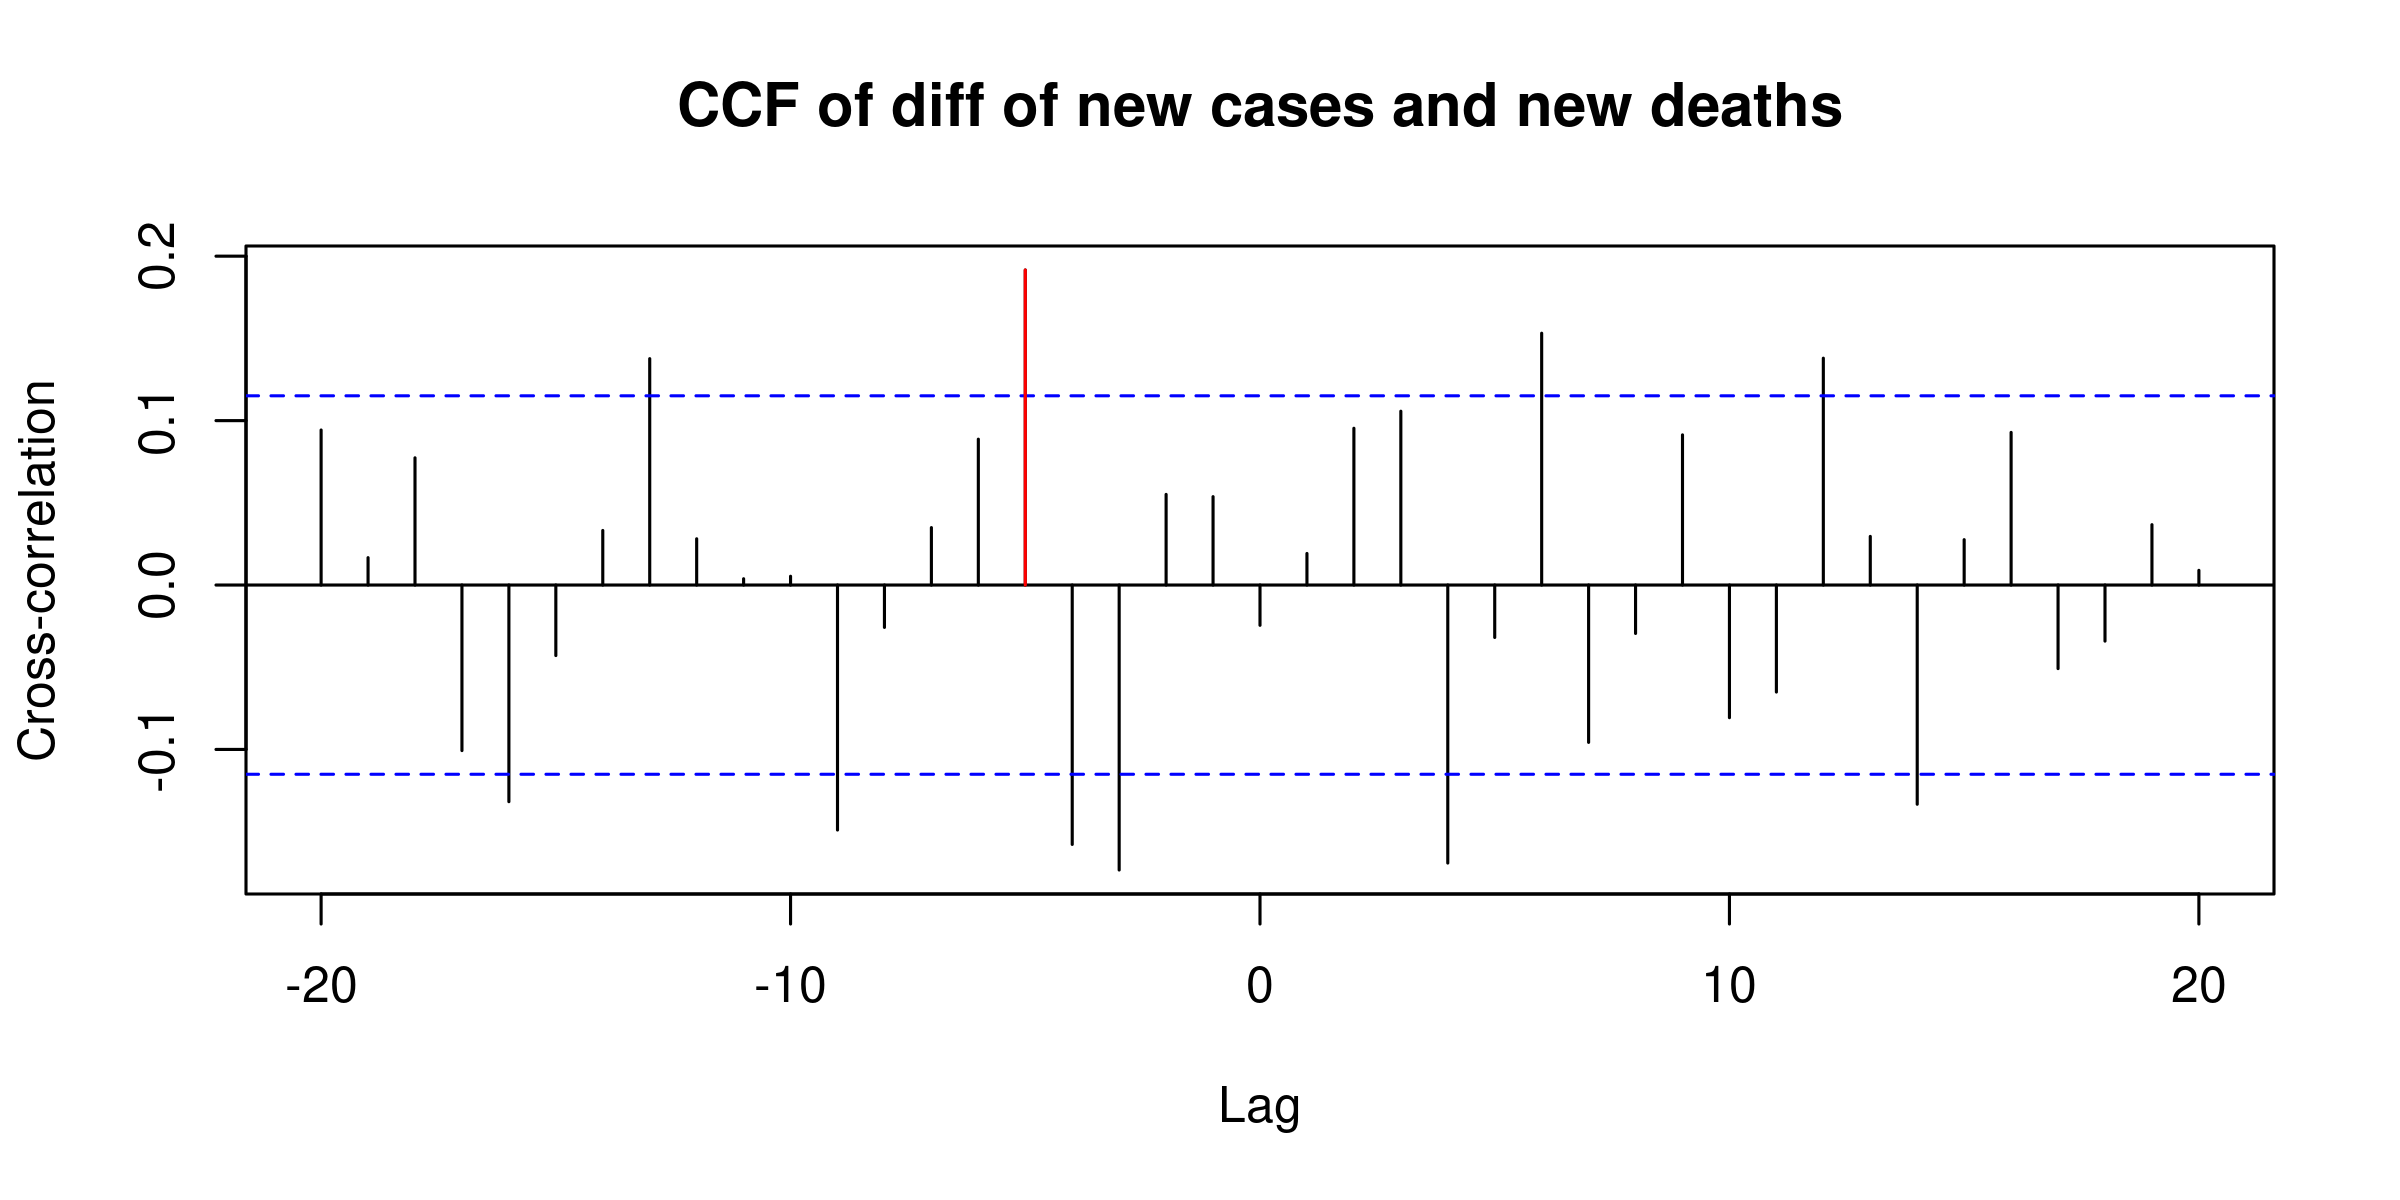 CCF of diff of new cases and new deaths
Cross-correlation
0.2
0.1
0.0
-0.1
-20 -10 0 10 20
Lag